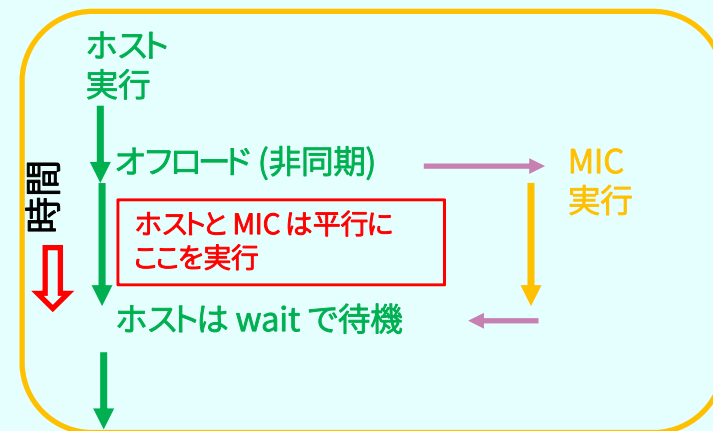 ホスト
実行
オフロード (非同期)
MIC
実行
時間
ホストと MIC は平行に
ここを実行
ホストは wait で待機